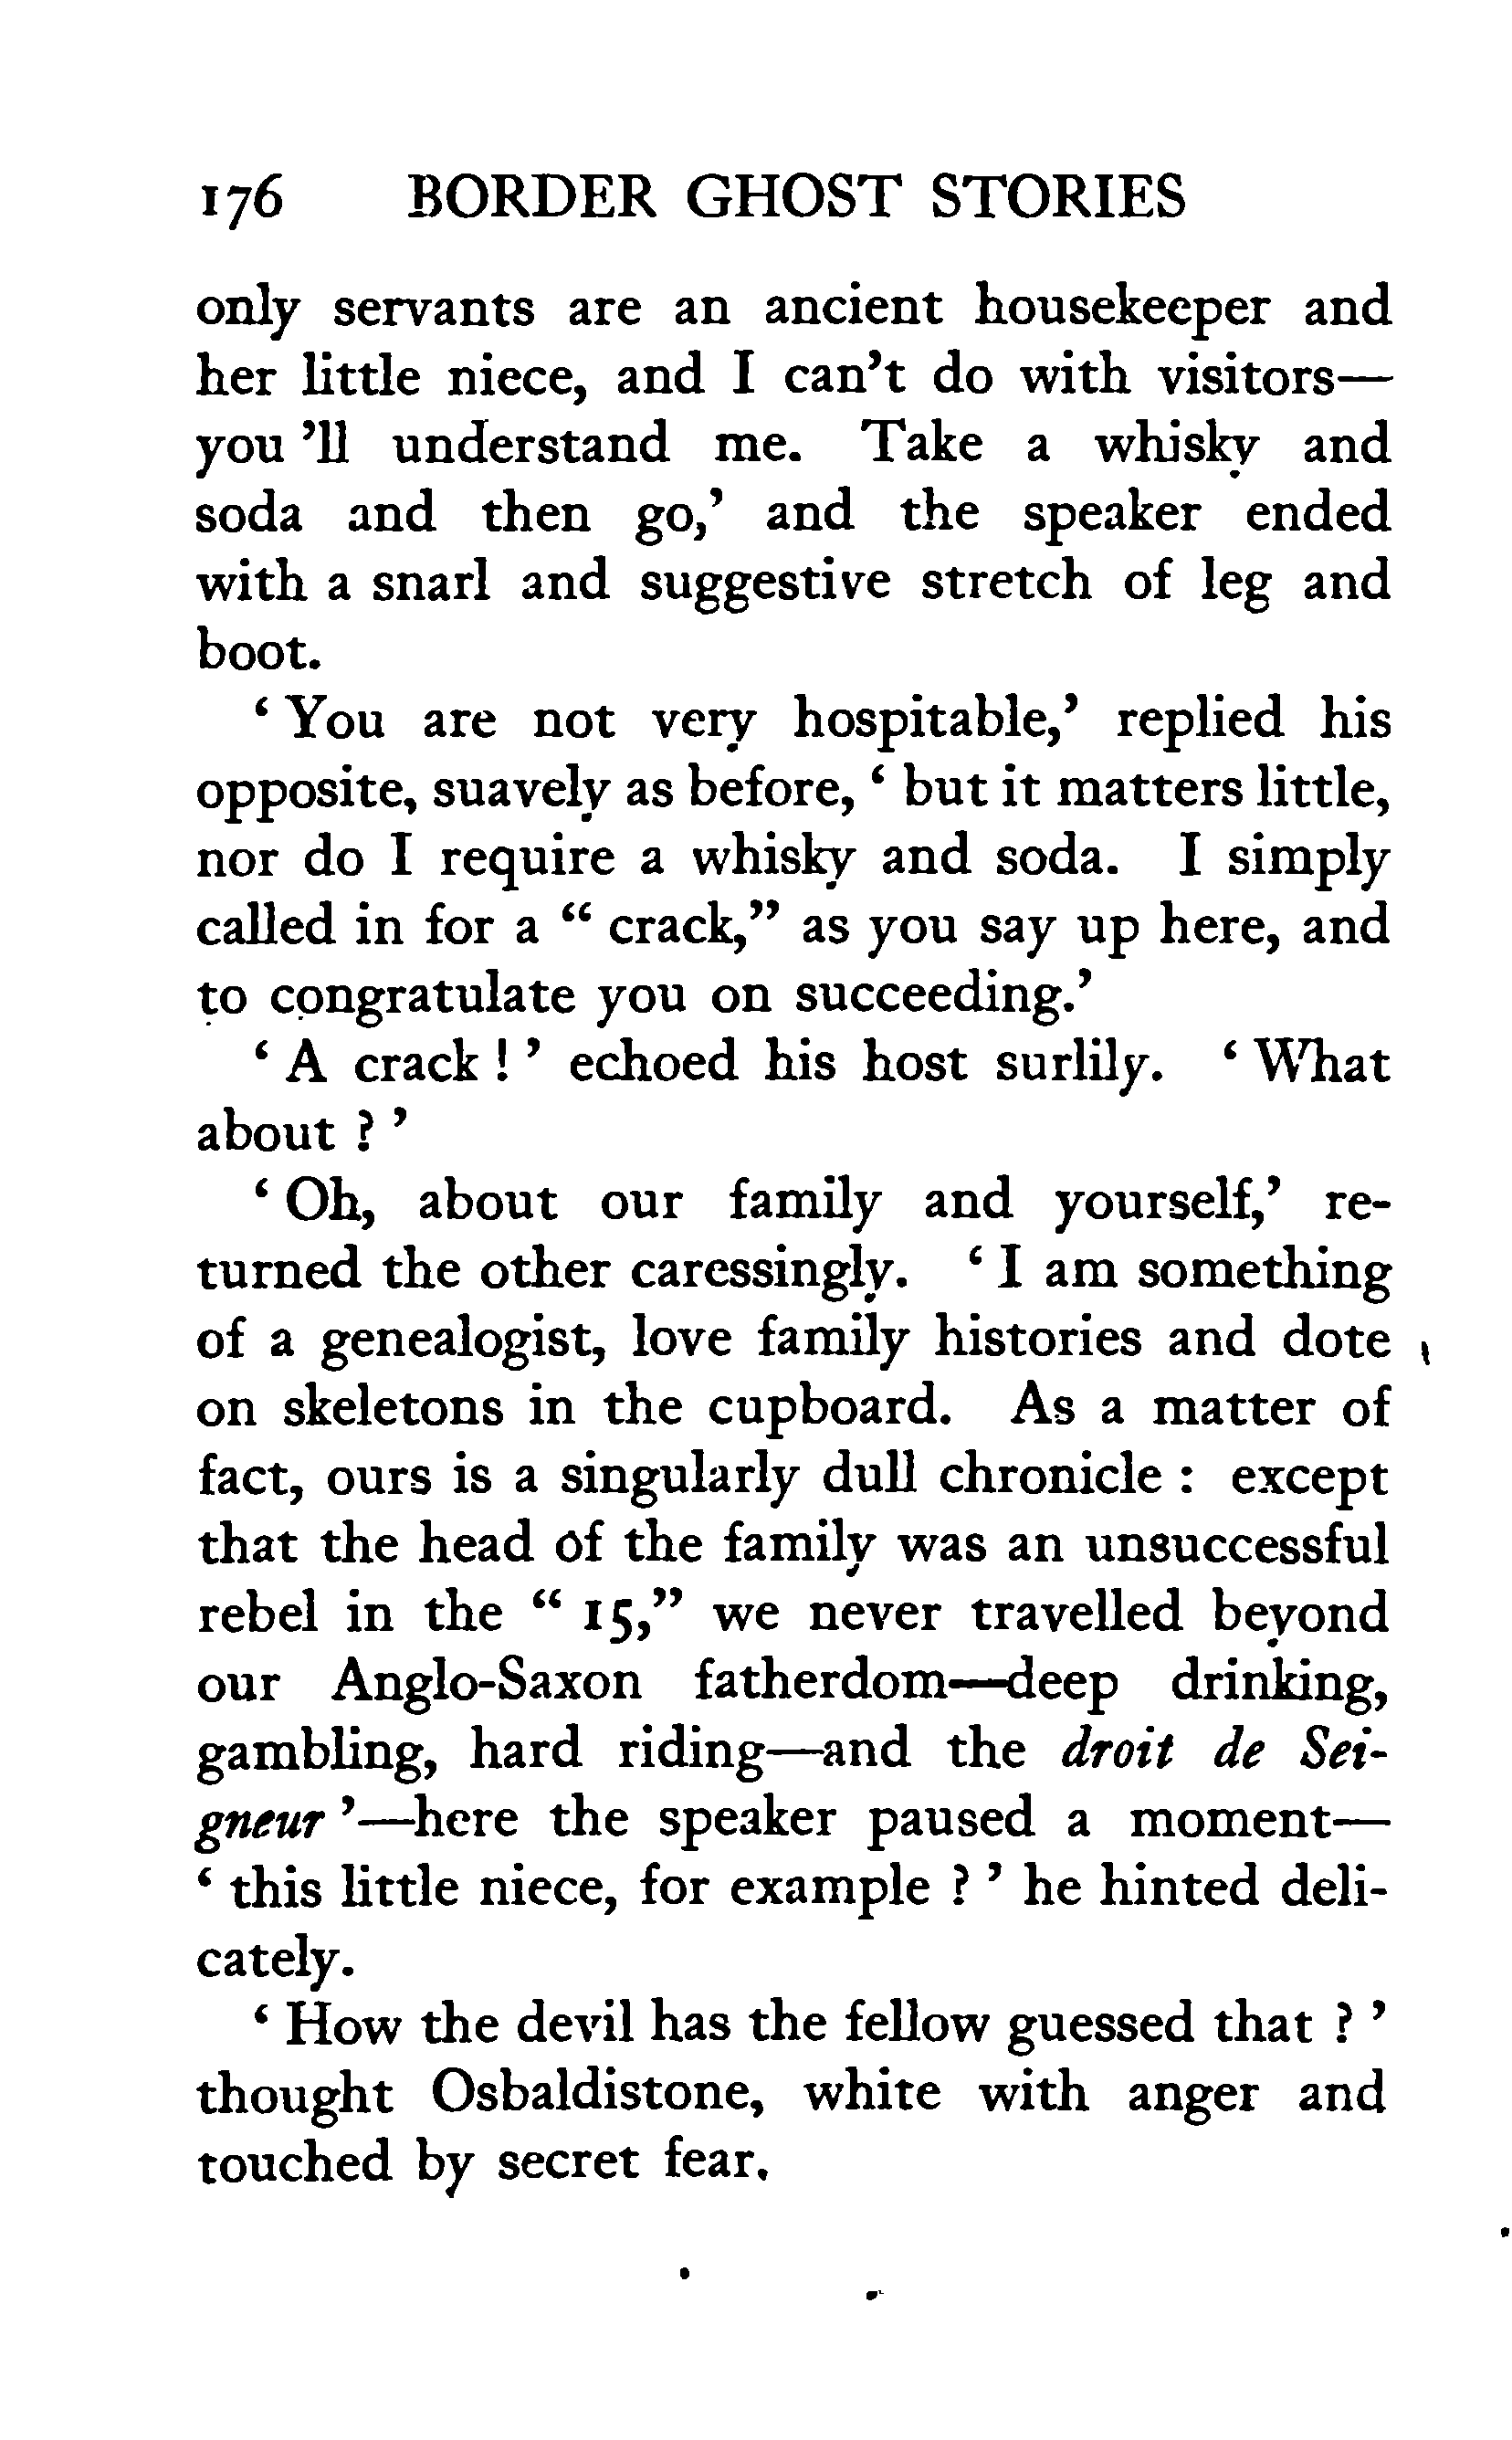 176 BORDER GHOST STORIES
only servants are an ancient housekeeper and
her little niece, and I can't do with visitors—
you 'll understand me. Take a whisky and
soda and then go,' and the speaker ended
with a snarl and suggestive stretch of leg and
boot.
‘ You are not very hospitable,’ replied his
opposite, suavely as before, ‘ but it matters little,
nor do I require a whisky and soda. I simply
called in for a “ crack,” as you say up here, and
to congratulate you on succeeding.’
‘ A crack ! ’ echoed his host surlily. ‘ What
about ? ’
‘ Oh, about our family and yourself,’ re-
turned the other caressingly. ‘ I am something
of a genealogist, love family histories and dote
on skeletons in the cupboard. As a matter of
fact, ours is a singularly dull chronicle : except
that the head of the family was an unsuccessful
rebel in the “ 15,” we never travelled beyond
our Anglo-Saxon fatherdom—deep drinking,
gambling, hard riding—and the droit de Sei-
gneur ’—here the speaker paused a moment—
‘ this little niece, for example ? ’ he hinted deli-
cately.
‘ How the devil has the fellow guessed that ? ’
thought Osbaldistone, white with anger and
touched by secret fear.